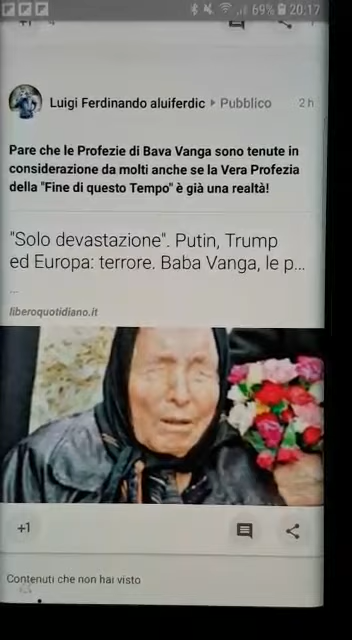 69% 20:17
+1
Luigi Ferdinando aluiferdic ▸ Pubblico 2 h
Pare che le Profezie di Bava Vanga sono tenute in
considerazione da molti anche se la Vera Profezia
della "Fine di questo Tempo" è già una realtà!
"Solo devastazione". Putin, Trump
ed Europa: terrore. Baba Vanga, le p...
...
liberoquotidiano.it
+1
Contenuti che non hai visto